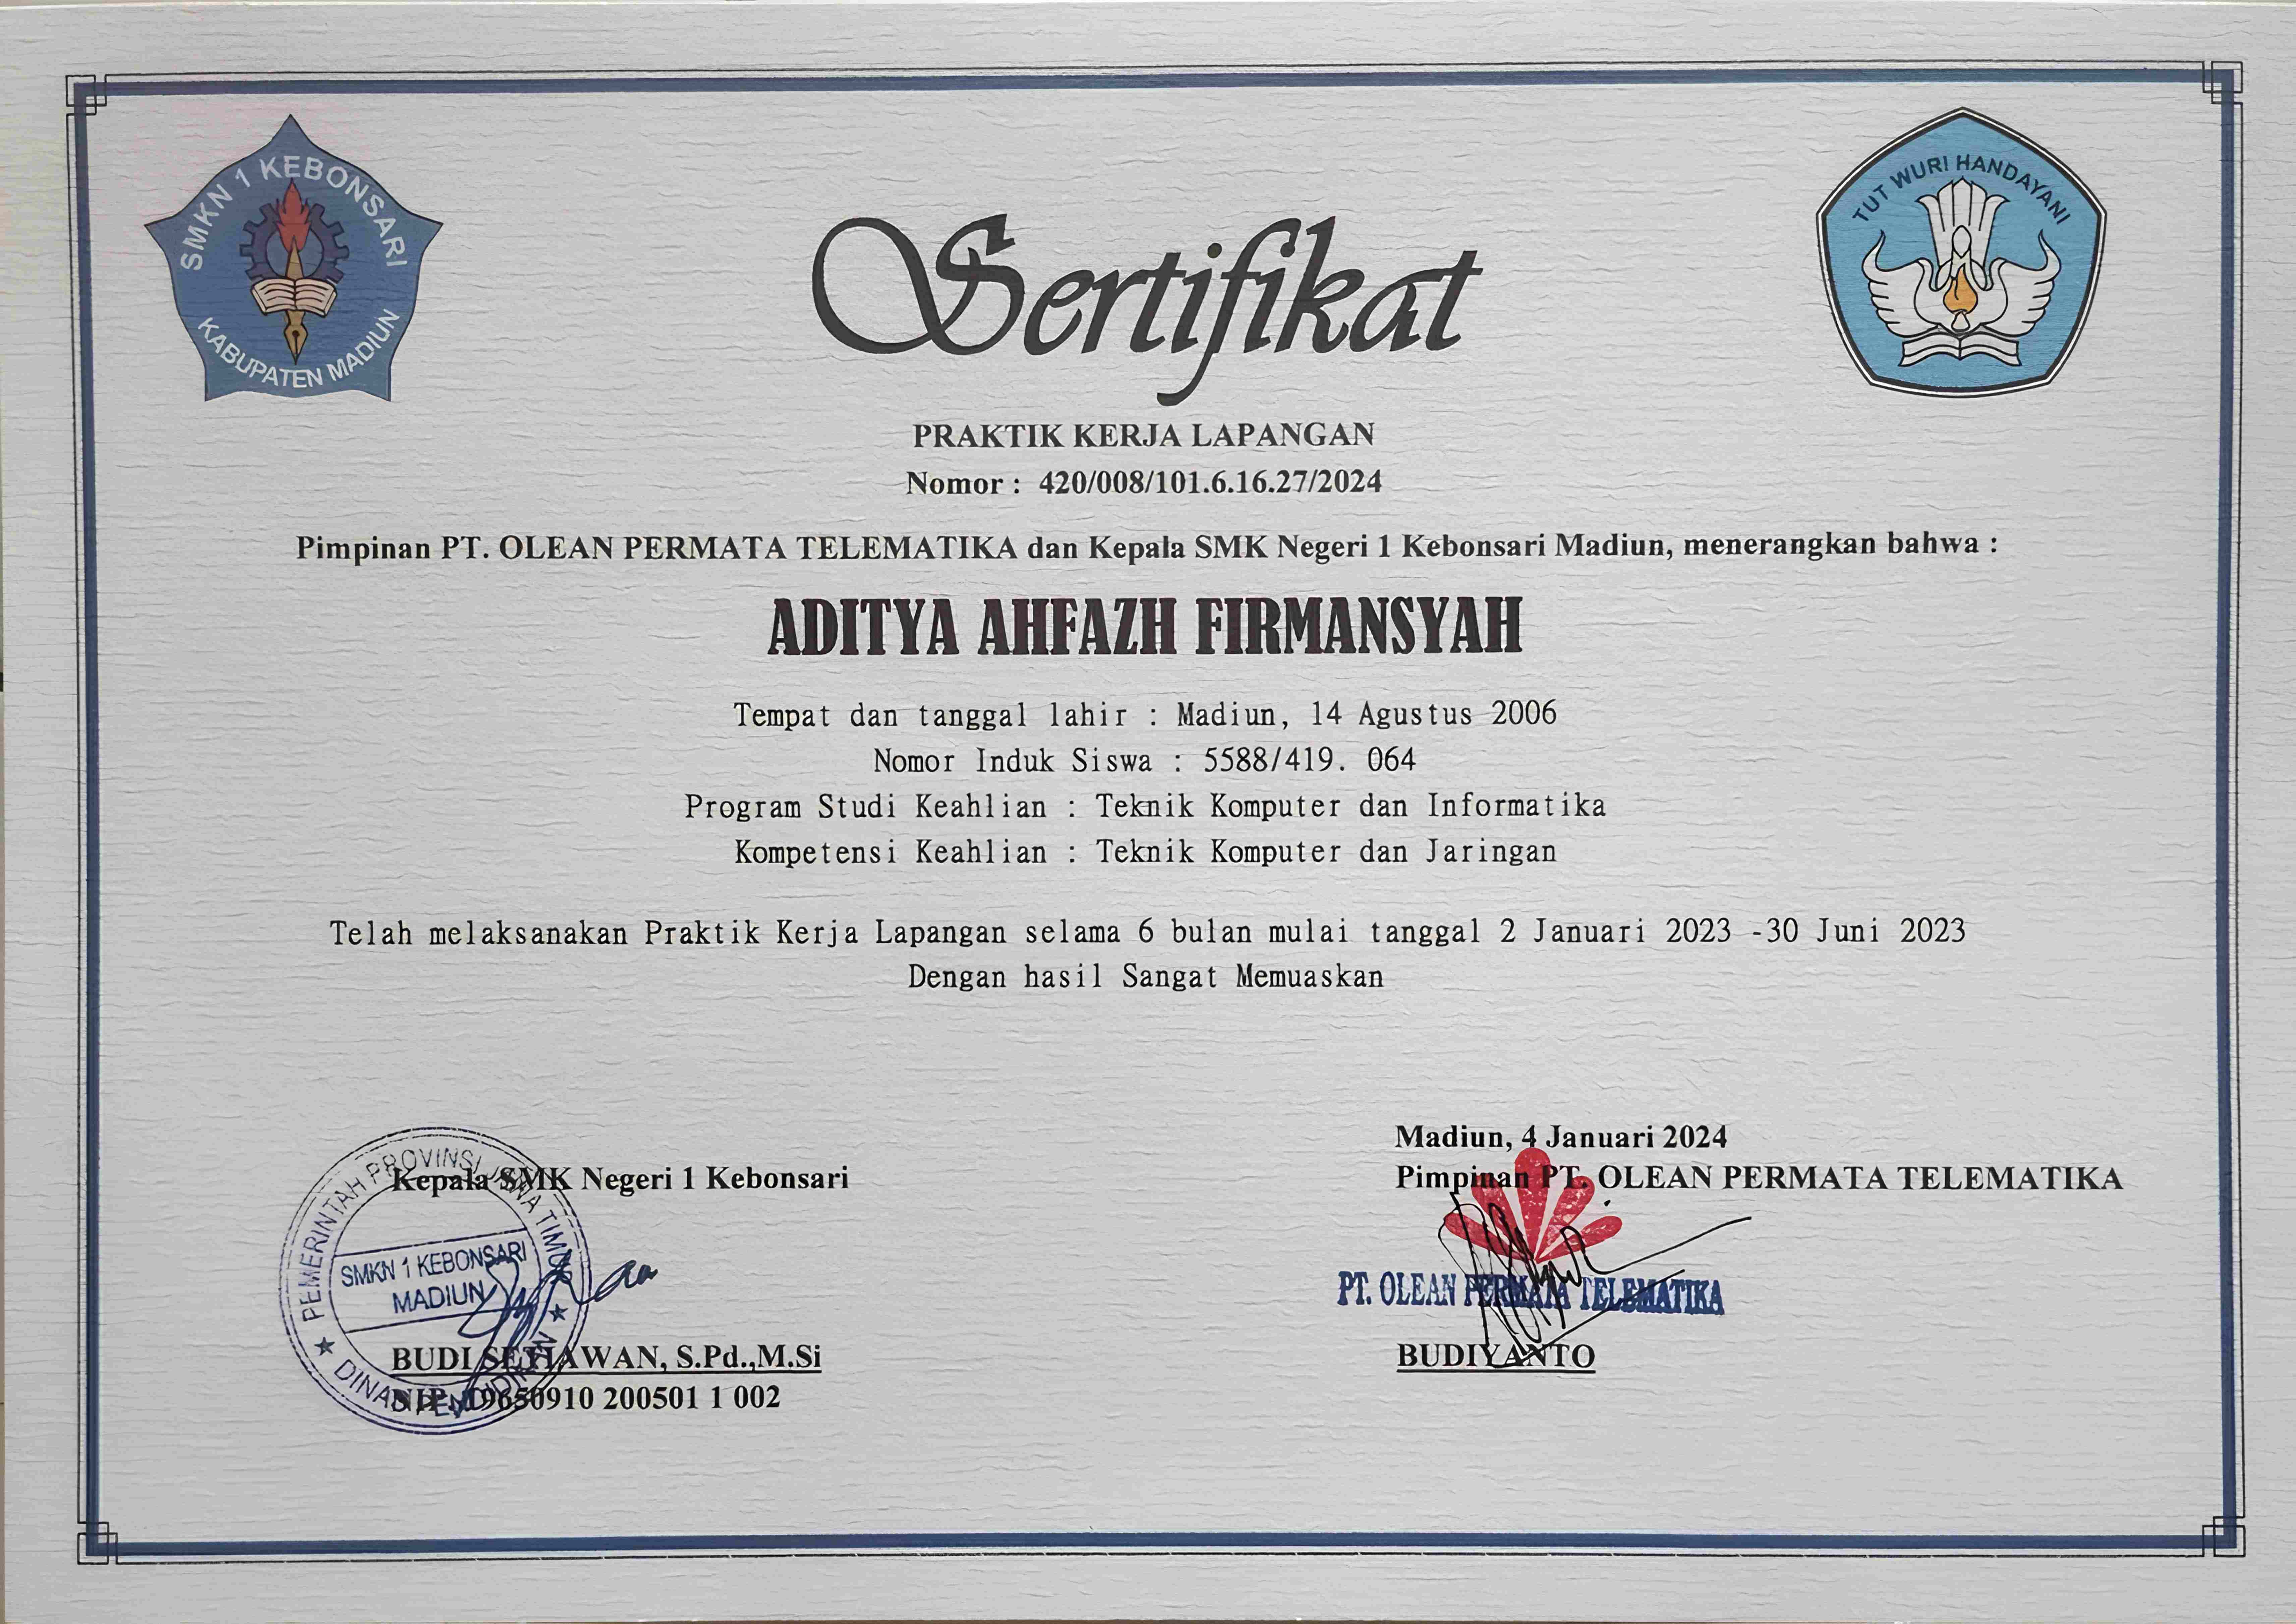 SMKN 1 KEBONSARI
KABUPATEN MADIUN
TUT WURI HANDAYANI
Sertifikat
PRAKTIK KERJA LAPANGAN
Nomor : 420/008/101.6.16.27/2024
Pimpinan PT. OLEAN PERMATA TELEMATIKA dan Kepala SMK Negeri 1 Kebonsari Madiun, menerangkan bahwa :
ADITYA AHFAZH FIRMANSYAH
Tempat dan tanggal lahir : Madiun, 14 Agustus 2006
Nomor Induk Siswa : 5588/419. 064
Program Studi Keahlian : Teknik Komputer dan Informatika
Kompetensi Keahlian : Teknik Komputer dan Jaringan
Telah melaksanakan Praktik Kerja Lapangan selama 6 bulan mulai tanggal 2 Januari 2023 -30 Juni 2023
Dengan hasil Sangat Memuaskan
Kepala SMK Negeri 1 Kebonsari
PEMERINTAH PROVINSI JAWA TIMUR
SMKN 1 KEBONSARI
MADIUN
DINAS PENDIDIKAN
BUDI SETIAWAN, S.Pd.,M.Si
NIP. 19650910 200501 1 002
Madiun, 4 Januari 2024
Pimpinan PT. OLEAN PERMATA TELEMATIKA
PT. OLEAN PERMATA TELEMATIKA
BUDIYANTO